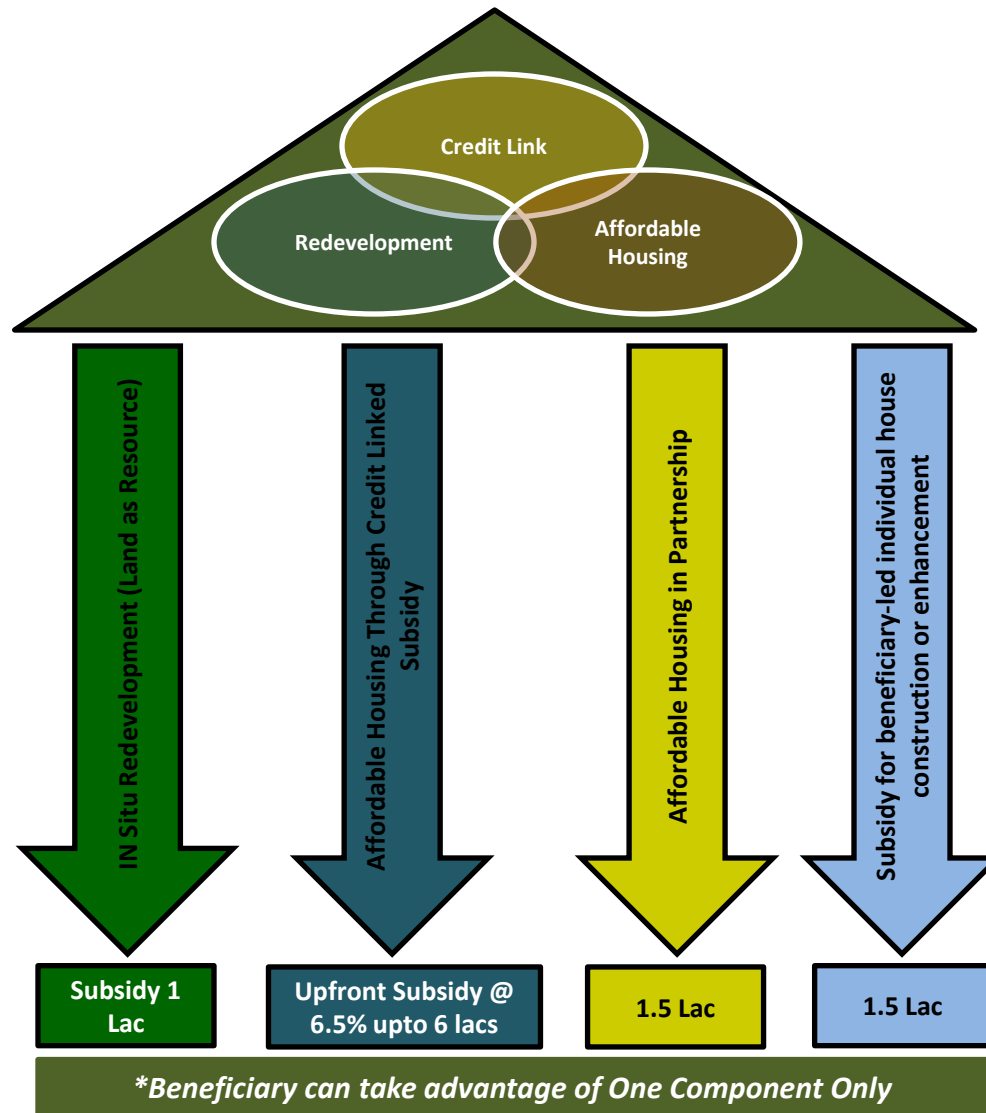 Credit Link
Redevelopment
Affordable
Housing
IN Situ Redevelopment (Land as Resource)
Affordable Housing Through Credit Linked
Subsidy
Affordable Housing in Partnership
Subsidy for beneficiary-led individual house
construction or enhancement
Subsidy 1
Lac
Upfront Subsidy @
6.5% upto 6 lacs
1.5 Lac
1.5 Lac
*Beneficiary can take advantage of One Component Only